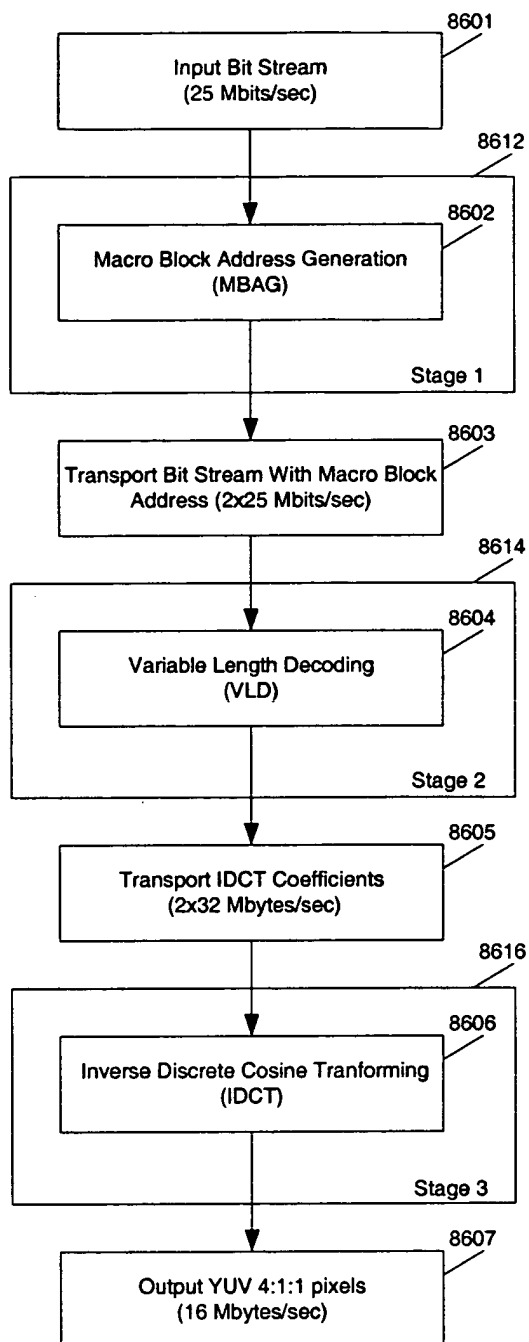 8601
Input Bit Stream
(25 Mbits/sec)
8612
8602
Macro Block Address Generation
(MBAG)
Stage 1
8603
Transport Bit Stream With Macro Block
Address (2x25 Mbits/sec)
8614
8604
Variable Length Decoding
(VLD)
Stage 2
8605
Transport IDCT Coefficients
(2x32 Mbytes/sec)
8616
8606
Inverse Discrete Cosine Tranforming
(IDCT)
Stage 3
8607
Output YUV 4:1:1 pixels
(16 Mbytes/sec)